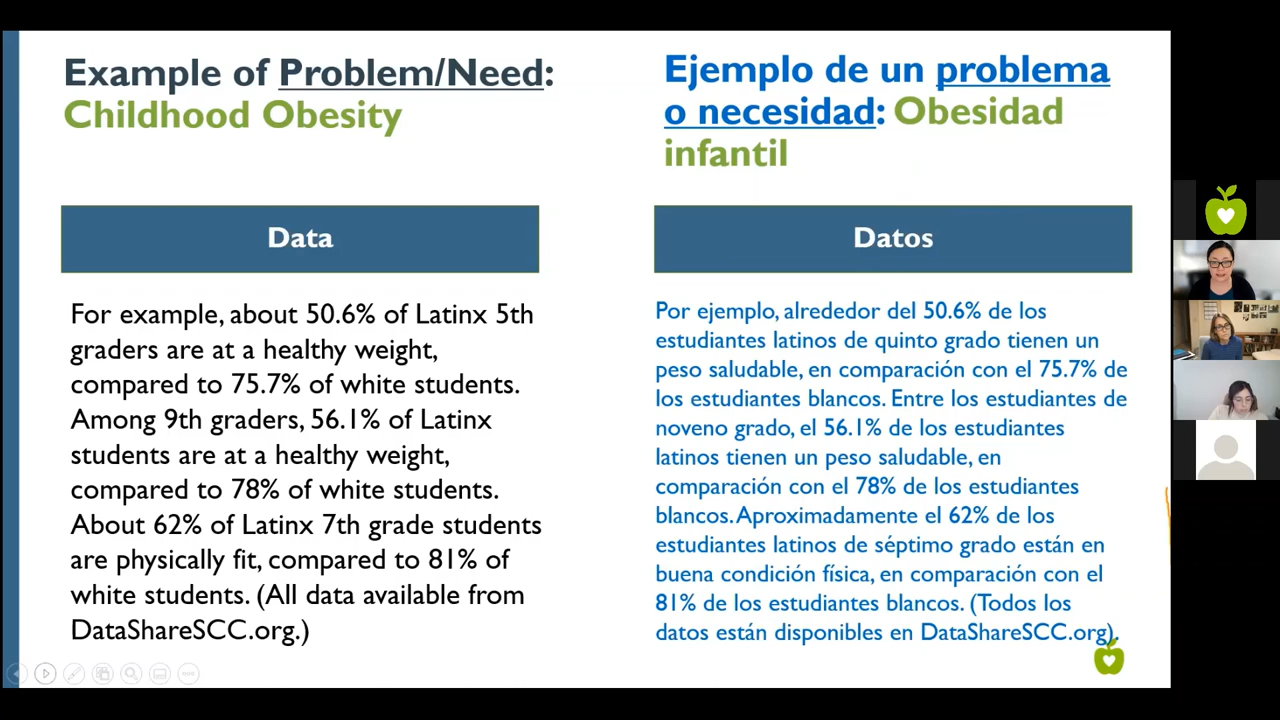 Example of Problem/Need:
Childhood Obesity
Data
For example, about 50.6% of Latinx 5th
graders are at a healthy weight,
compared to 75.7% of white students.
Among 9th graders, 56.1% of Latinx
students are at a healthy weight,
compared to 78% of white students.
About 62% of Latinx 7th grade students
are physically fit, compared to 81% of
white students. (All data available from
DataShareSCC.org.)
Ejemplo de un problema
o necesidad: Obesidad
infantil
Datos
Por ejemplo, alrededor del 50.6% de los
estudiantes latinos de quinto grado tienen un
peso saludable, en comparación con el 75.7% de
los estudiantes blancos. Entre los estudiantes de
noveno grado, el 56.1% de los estudiantes
latinos tienen un peso saludable, en
comparación con el 78% de los estudiantes
blancos. Aproximadamente el 62% de los
estudiantes latinos de séptimo grado están en
buena condición física, en comparación con el
81% de los estudiantes blancos. (Todos los
datos están disponibles en DataShareSCC.org).